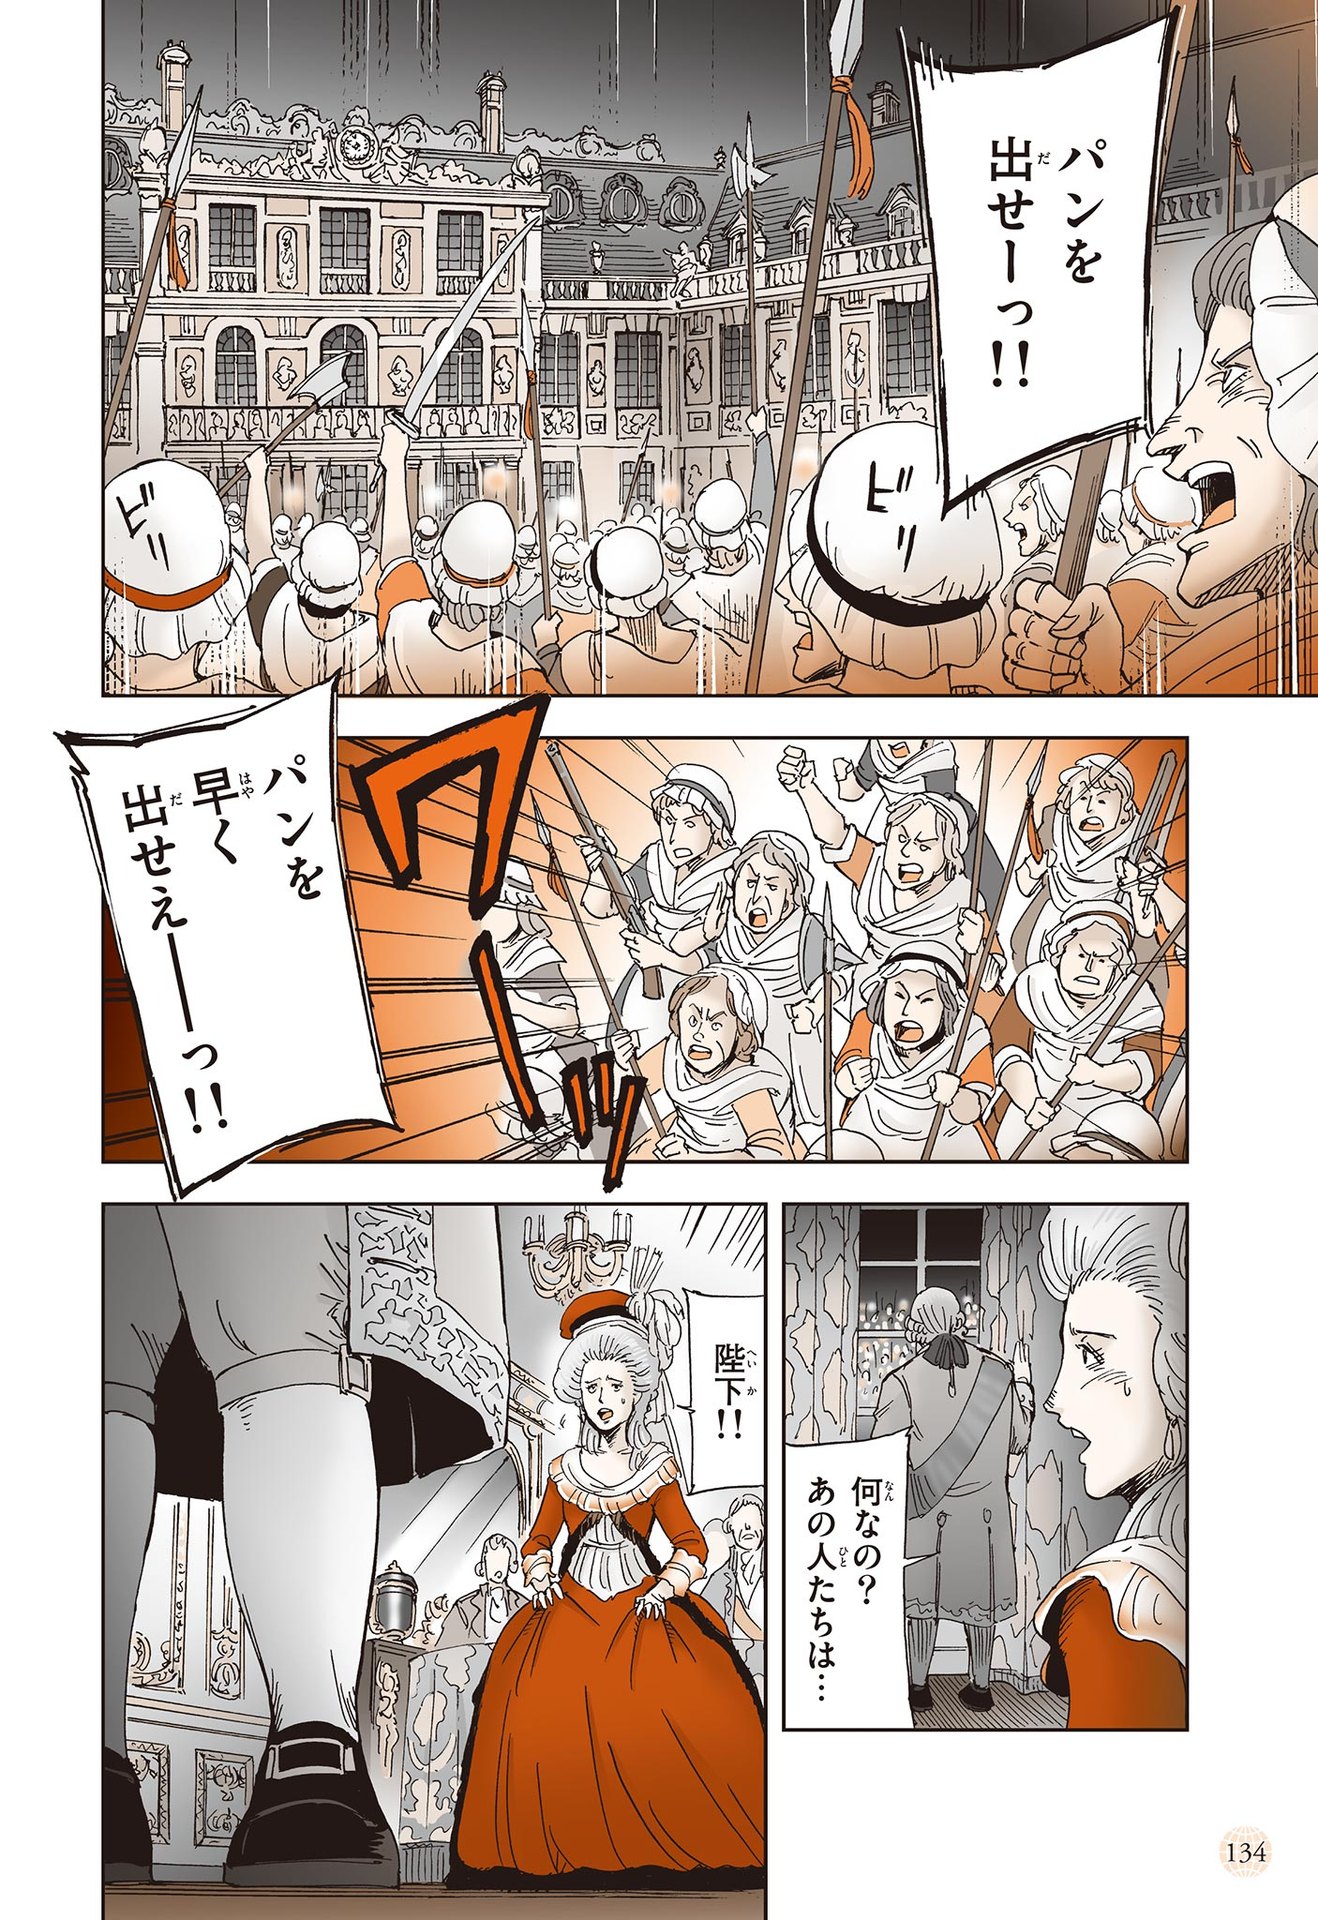 パンを
出せーっ!!
ビリ
ビリ
ワーッッ
パンを
早く
出せえーーっ!!
何なの?
あの人たちは…
陛下!!
134